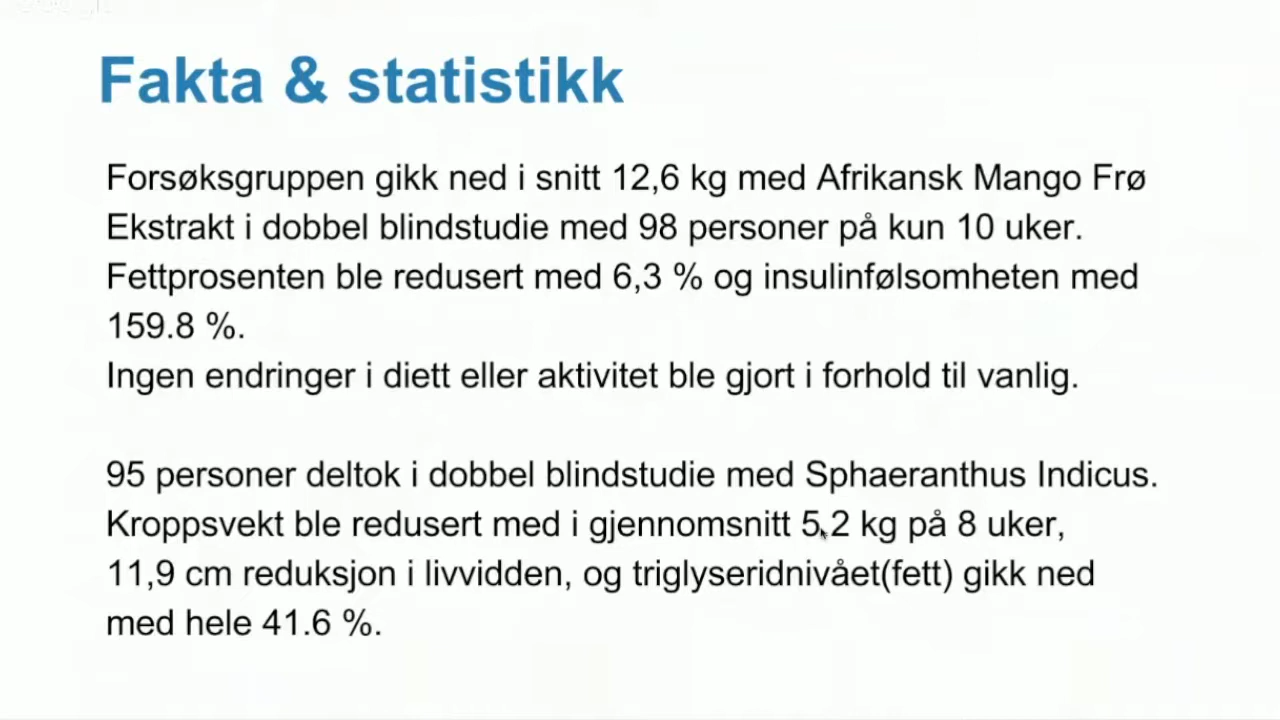 Fakta & statistikk
Forsøksgruppen gikk ned i snitt 12,6 kg med Afrikansk Mango Frø
Ekstrakt i dobbel blindstudie med 98 personer på kun 10 uker.
Fettprosenten ble redusert med 6,3 % og insulinfølsomheten med
159.8 %.
Ingen endringer i diett eller aktivitet ble gjort i forhold til vanlig.
95 personer deltok i dobbel blindstudie med Sphaeranthus Indicus.
Kroppsvekt ble redusert med i gjennomsnitt 5,2 kg på 8 uker,
11,9 cm reduksjon i livvidden, og triglyseridnivået(fett) gikk ned
med hele 41.6 %.